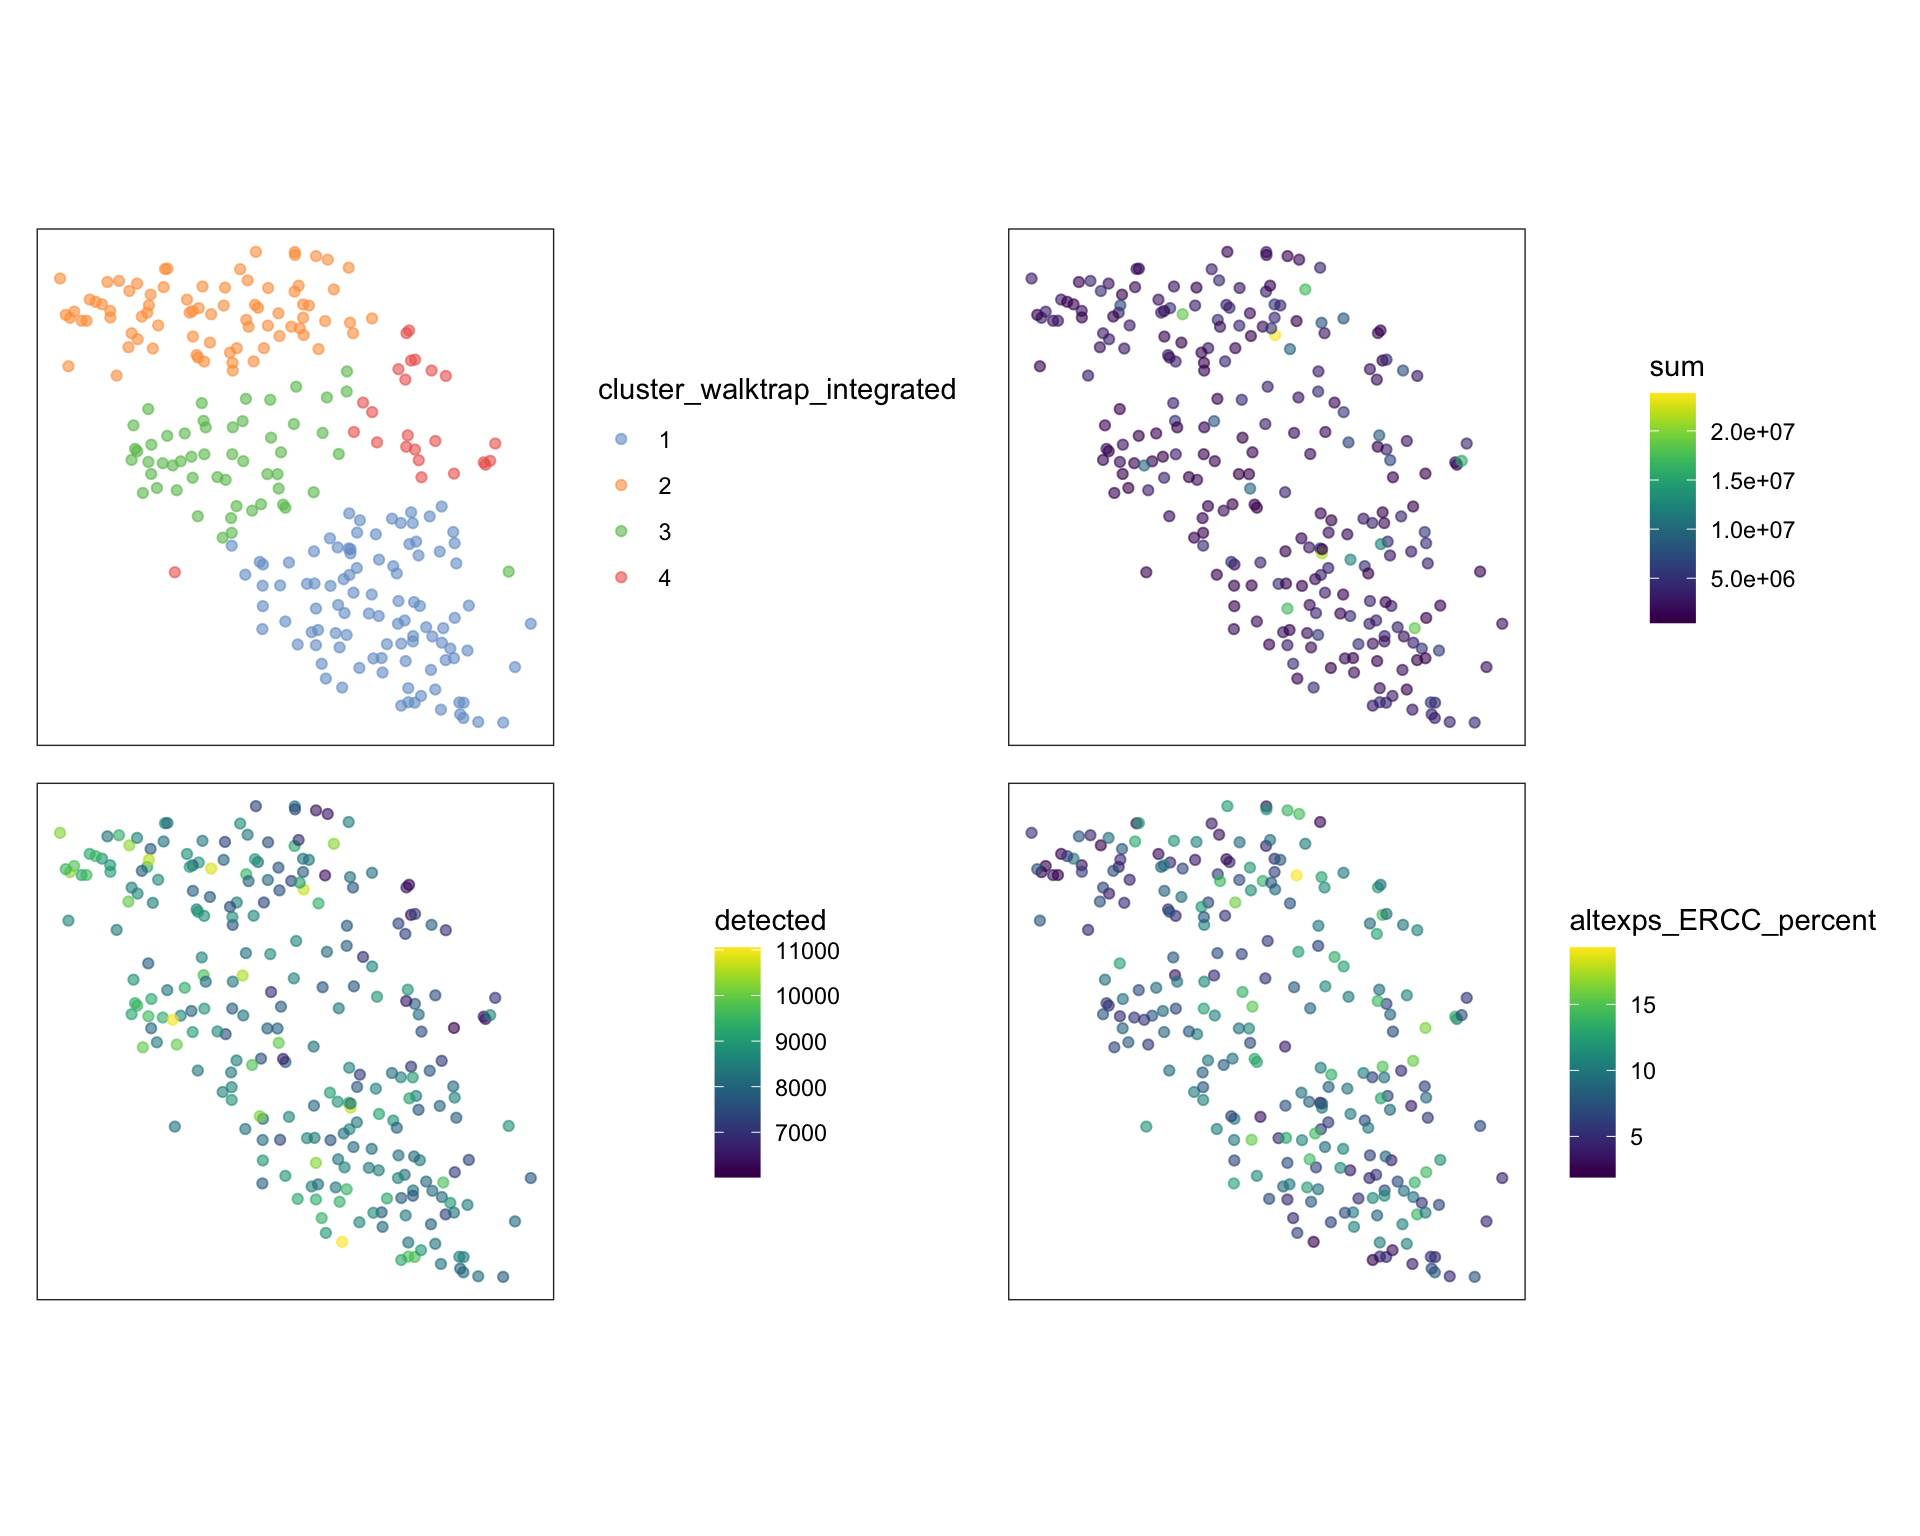 cluster_walktrap_integrated
1
2
3
4
sum
2.0e+07
1.5e+07
1.0e+07
5.0e+06
detected
11000
10000
9000
8000
7000
altexps_ERCC_percent
15
10
5